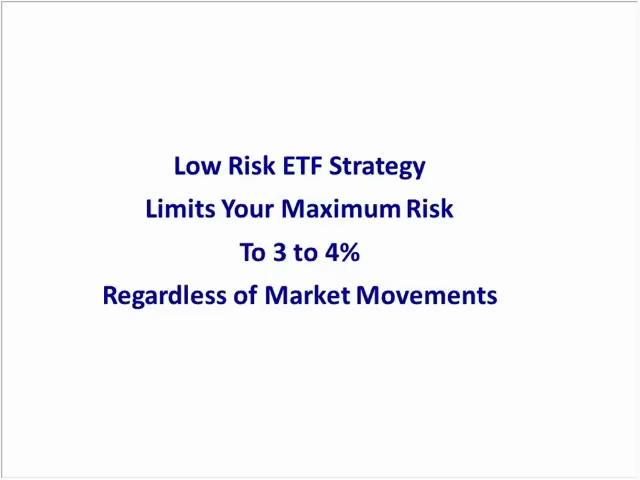 Low Risk ETF Strategy
Limits Your Maximum Risk
To 3 to 4%
Regardless of Market Movements